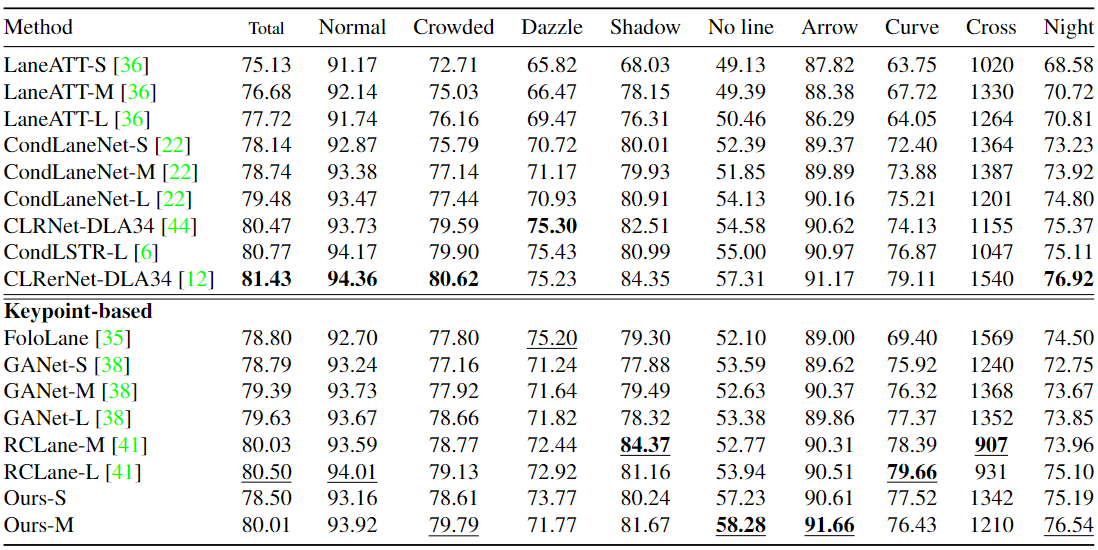 Method Total Normal Crowded Dazzle Shadow No line Arrow Curve Cross Night
LaneATT-S [36] 75.13 91.17 72.71 65.82 68.03 49.13 87.82 63.75 1020 68.58
LaneATT-M [36] 76.68 92.14 75.03 66.47 78.15 49.39 88.38 67.72 1330 70.72
LaneATT-L [36] 77.72 91.74 76.16 69.47 76.31 50.46 86.29 64.05 1264 70.81
CondLaneNet-S [22] 78.14 92.87 75.79 70.72 80.01 52.39 89.37 72.40 1364 73.23
CondLaneNet-M [22] 78.74 93.38 77.14 71.17 79.93 51.85 89.89 73.88 1387 73.92
CondLaneNet-L [22] 79.48 93.47 77.44 70.93 80.91 54.13 90.16 75.21 1201 74.80
CLRNet-DLA34 [44] 80.47 93.73 79.59 75.30 82.51 54.58 90.62 74.13 1155 75.37
CondLSTR-L [6] 80.77 94.17 79.90 75.43 80.99 55.00 90.97 76.87 1047 75.11
CLRerNet-DLA34 [12] 81.43 94.36 80.62 75.23 84.35 57.31 91.17 79.11 1540 76.92
Keypoint-based
FoloLane [35] 78.80 92.70 77.80 75.20 79.30 52.10 89.00 69.40 1569 74.50
GANet-S [38] 78.79 93.24 77.16 71.24 77.88 53.59 89.62 75.92 1240 72.75
GANet-M [38] 79.39 93.73 77.92 71.64 79.49 52.63 90.37 76.32 1368 73.67
GANet-L [38] 79.63 93.67 78.66 71.82 78.32 53.38 89.86 77.37 1352 73.85
RCLane-M [41] 80.03 93.59 78.77 72.44 84.37 52.77 90.31 78.39 907 73.96
RCLane-L [41] 80.50 94.01 79.13 72.92 81.16 53.94 90.51 79.66 931 75.10
Ours-S 78.50 93.16 78.61 73.77 80.24 57.23 90.61 77.52 1342 75.19
Ours-M 80.01 93.92 79.79 71.77 81.67 58.28 91.66 76.43 1210 76.54